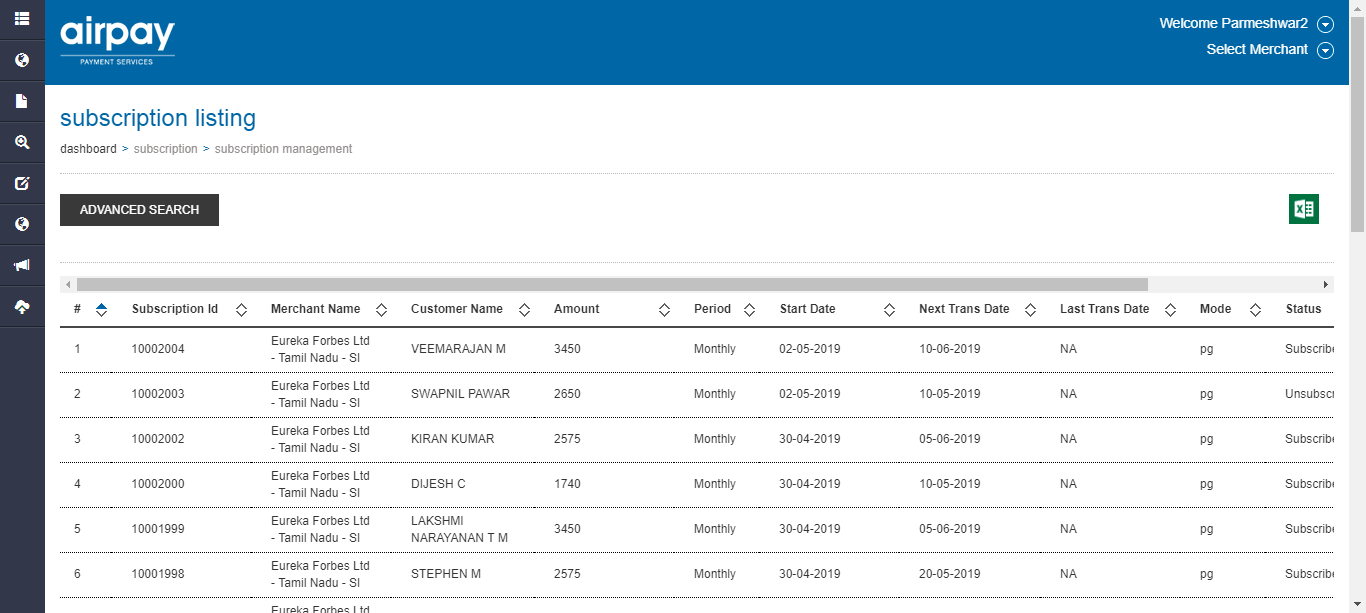 airpay
PAYMENT SERVICES
Welcome Parmeshwar2
Select Merchant
subscription listing
dashboard > subscription > subscription management
ADVANCED SEARCH
# Subscription Id Merchant Name Customer Name Amount Period Start Date Next Trans Date Last Trans Date Mode Status
1 10002004 Eureka Forbes Ltd - Tamil Nadu - SI VEEMARAJAN M 3450 Monthly 02-05-2019 10-06-2019 NA pg Subscribe
2 10002003 Eureka Forbes Ltd - Tamil Nadu - SI SWAPNIL PAWAR 2650 Monthly 02-05-2019 10-05-2019 NA pg Unsubscr
3 10002002 Eureka Forbes Ltd - Tamil Nadu - SI KIRAN KUMAR 2575 Monthly 30-04-2019 05-06-2019 NA pg Subscribe
4 10002000 Eureka Forbes Ltd - Tamil Nadu - SI DIJESH C 1740 Monthly 30-04-2019 10-05-2019 NA pg Subscribe
5 10001999 Eureka Forbes Ltd - Tamil Nadu - SI LAKSHMI NARAYANAN T M 3450 Monthly 30-04-2019 05-06-2019 NA pg Subscribe
6 10001998 Eureka Forbes Ltd - Tamil Nadu - SI STEPHEN M 2575 Monthly 30-04-2019 20-05-2019 NA pg Subscribe
Eureka Forbes Ltd